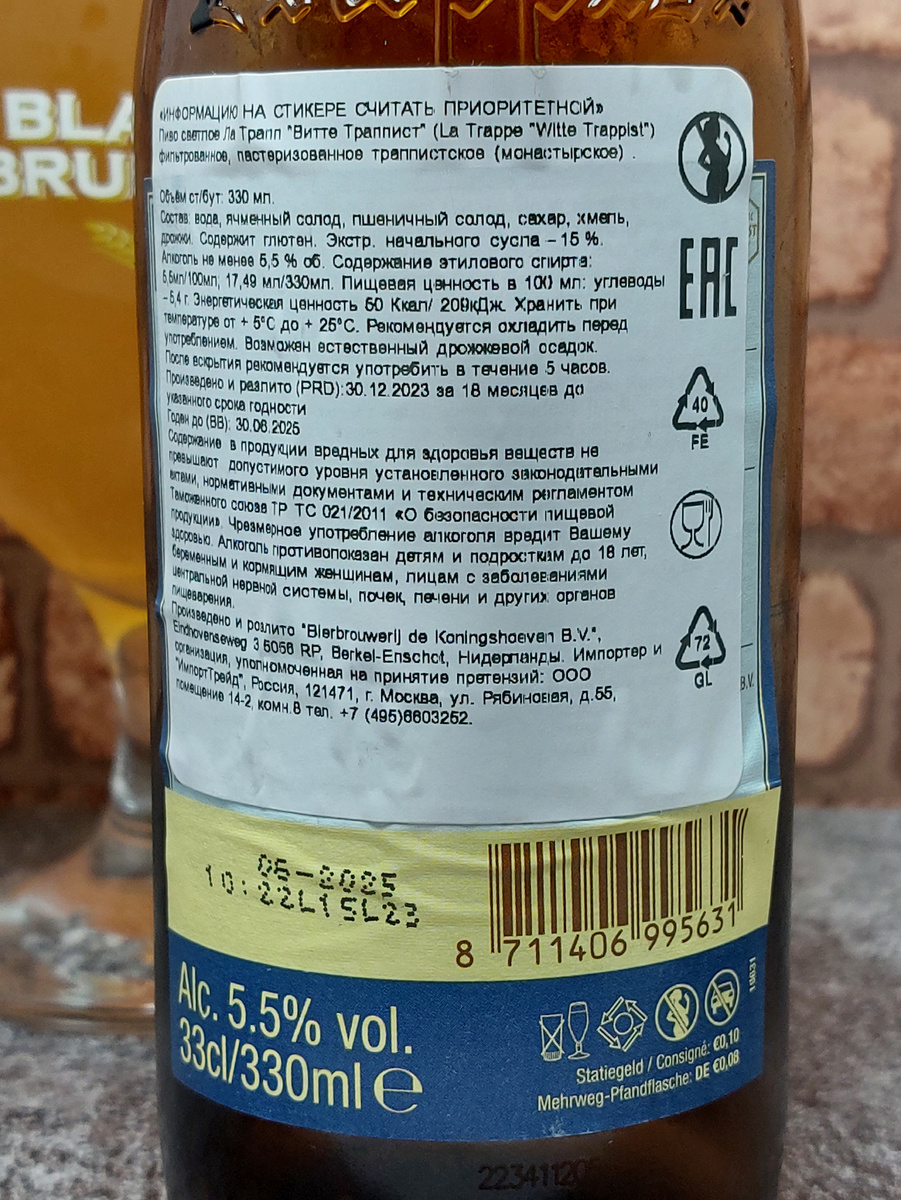 BLA
BRU
«ИНФОРМАЦИЮ НА СТИКЕРЕ СЧИТАТЬ ПРИОРИТЕТНОЙ»
Пиво светлое Ла Трапп "Витте Траппист" (La Trappe "Witte Trappist")
фильтрованное, пастеризованное траппистское (монастырское) .
Объём ст/бут: 330 мл.
Состав: вода, ячменный солод, пшеничный солод, сахар, хмель,
дрожжи. Содержит глютен. Экстр. начального сусла – 15 %.
Алкоголь не менее 5,5 % об. Содержание этилового спирта:
5,5мл/100мл; 17,49 мл/330мл. Пищевая ценность в 100 мл: углеводы
– 5,4 г. Энергетическая ценность 50 Ккал/ 209кДж. Хранить при
температуре от + 5°С до + 25°С. Рекомендуется охладить перед
употреблением. Возможен естественный дрожжевой осадок.
После вскрытия рекомендуется употребить в течение 5 часов.
Произведено и разлито (PRD):30.12.2023 за 18 месяцев до
указанного срока годности
Годен до (BB): 30.06.2025
Содержание в продукции вредных для здоровья веществ не
превышают допустимого уровня установленного законодательными
актами, нормативными документами и техническим регламентом
Таможенного союза ТР ТС 021/2011 «О безопасности пищевой
продукции». Чрезмерное употребление алкоголя вредит Вашему
здоровью. Алкоголь противопоказан детям и подросткам до 18 лет,
беременным и кормящим женщинам, лицам с заболеваниями
центральной нервной системы, почек, печени и других органов
пищеварения.
Произведено и розлито "Bierbrouwerij de Koningshoeven B.V.",
Eindhovenseweg 3 5056 RP, Berkel-Enschot, Нидерланды. Импортер и
организация, уполномоченная на принятие претензий: ООО
"ИмпортТрейд", Россия, 121471, г. Москва, ул. Рябиновая, д.55,
помещение 14-2, комн.8 тел. +7 (495)6603252.
EAC
40
FE
72
GL
B.V.
06-2025
10:22L15L23
8 711406 995631
Alc. 5.5% vol.
33cl/330ml e
Statiegeld / Consigné: €0,10
Mehrweg-Pfandflasche: DE €0,08